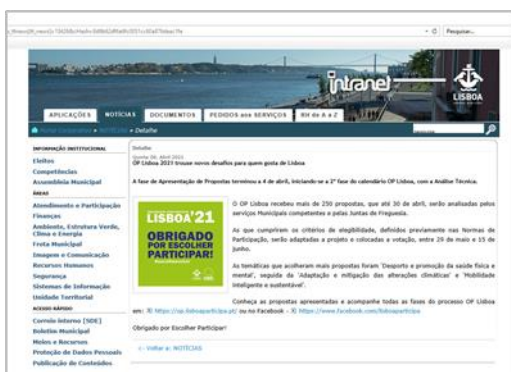 Pesquisar...
intranet
LISBOA
APLICAÇÕES
NOTÍCIAS
DOCUMENTOS
PEDIDOS aos SERVIÇOS
RH de A a Z
» NOTÍCIAS » Detalhe
INFORMAÇÃO INSTITUCIONAL
Eleitos
Competências
Assembleia Municipal
ÁREAS
Atendimento e Participação
Finanças
Ambiente, Estrutura Verde,
Clima e Energia
Frota Municipal
Imagem e Comunicação
Recursos Humanos
Segurança
Sistemas de Informação
Unidade Territorial
ACESSO RÁPIDO
Correio interno (SDE)
Boletim Municipal
Meios e Recursos
Proteção de Dados Pessoais
Publicação de Conteúdos
Detalhe
Abril 2021
OP Lisboa 2021 trouxe novos desafios para quem gosta de Lisboa
A fase de Apresentação de Propostas terminou a 4 de abril, iniciando-se a 2ª fase do calendário OP Lisboa, com a Análise Técnica.
LISBOA'21
OBRIGADO
POR ESCOLHER
PARTICIPAR!
O OP Lisboa recebeu mais de 250 propostas, que até 30 de abril, serão analisadas pelos
serviços Municipais competentes e pelas Juntas de Freguesia.
As que cumprirem os critérios de elegibilidade, definidos previamente nas Normas de
Participação, serão adaptadas a projeto e colocadas a votação, entre 29 de maio e 15 de
junho.
As temáticas que acolheram mais propostas foram 'Desporto e promoção da saúde física e
mental', seguida da 'Adaptação e mitigação das alterações climáticas' e 'Mobilidade
inteligente e sustentável'.
Conheça as propostas apresentadas e acompanhe todas as fases do processo OP Lisboa
em: https://op.lisboaparticipa.pt/ ou no Facebook - https://www.facebook.com/lisboaparticipa
Obrigado por Escolher Participar!
<- Voltar a: NOTÍCIAS